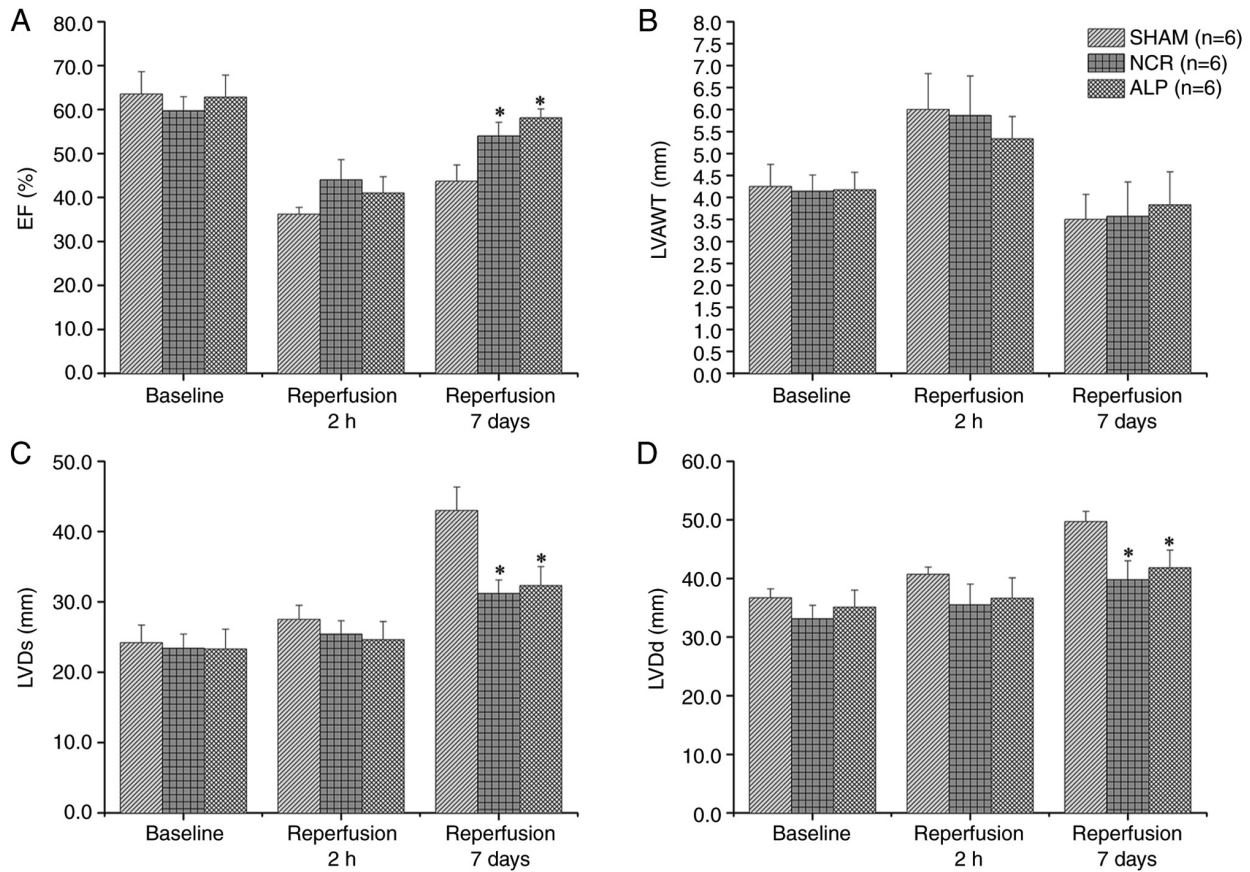 A
80.0
70.0
60.0
50.0
40.0
30.0
20.0
10.0
0.0
EF (%)
* *
Baseline
Reperfusion
2 h
Reperfusion
7 days
B
8.0
7.5
7.0
6.5
6.0
5.5
5.0
4.5
4.0
3.5
3.0
2.5
2.0
1.5
1.0
0.5
0.0
LVAWT (mm)
SHAM (n=6)
NCR (n=6)
ALP (n=6)
Baseline
Reperfusion
2 h
Reperfusion
7 days
C
50.0
40.0
30.0
20.0
10.0
0.0
LVDs (mm)
* *
Baseline
Reperfusion
2 h
Reperfusion
7 days
D
60.0
50.0
40.0
30.0
20.0
10.0
0.0
LVDd (mm)
* *
Baseline
Reperfusion
2 h
Reperfusion
7 days